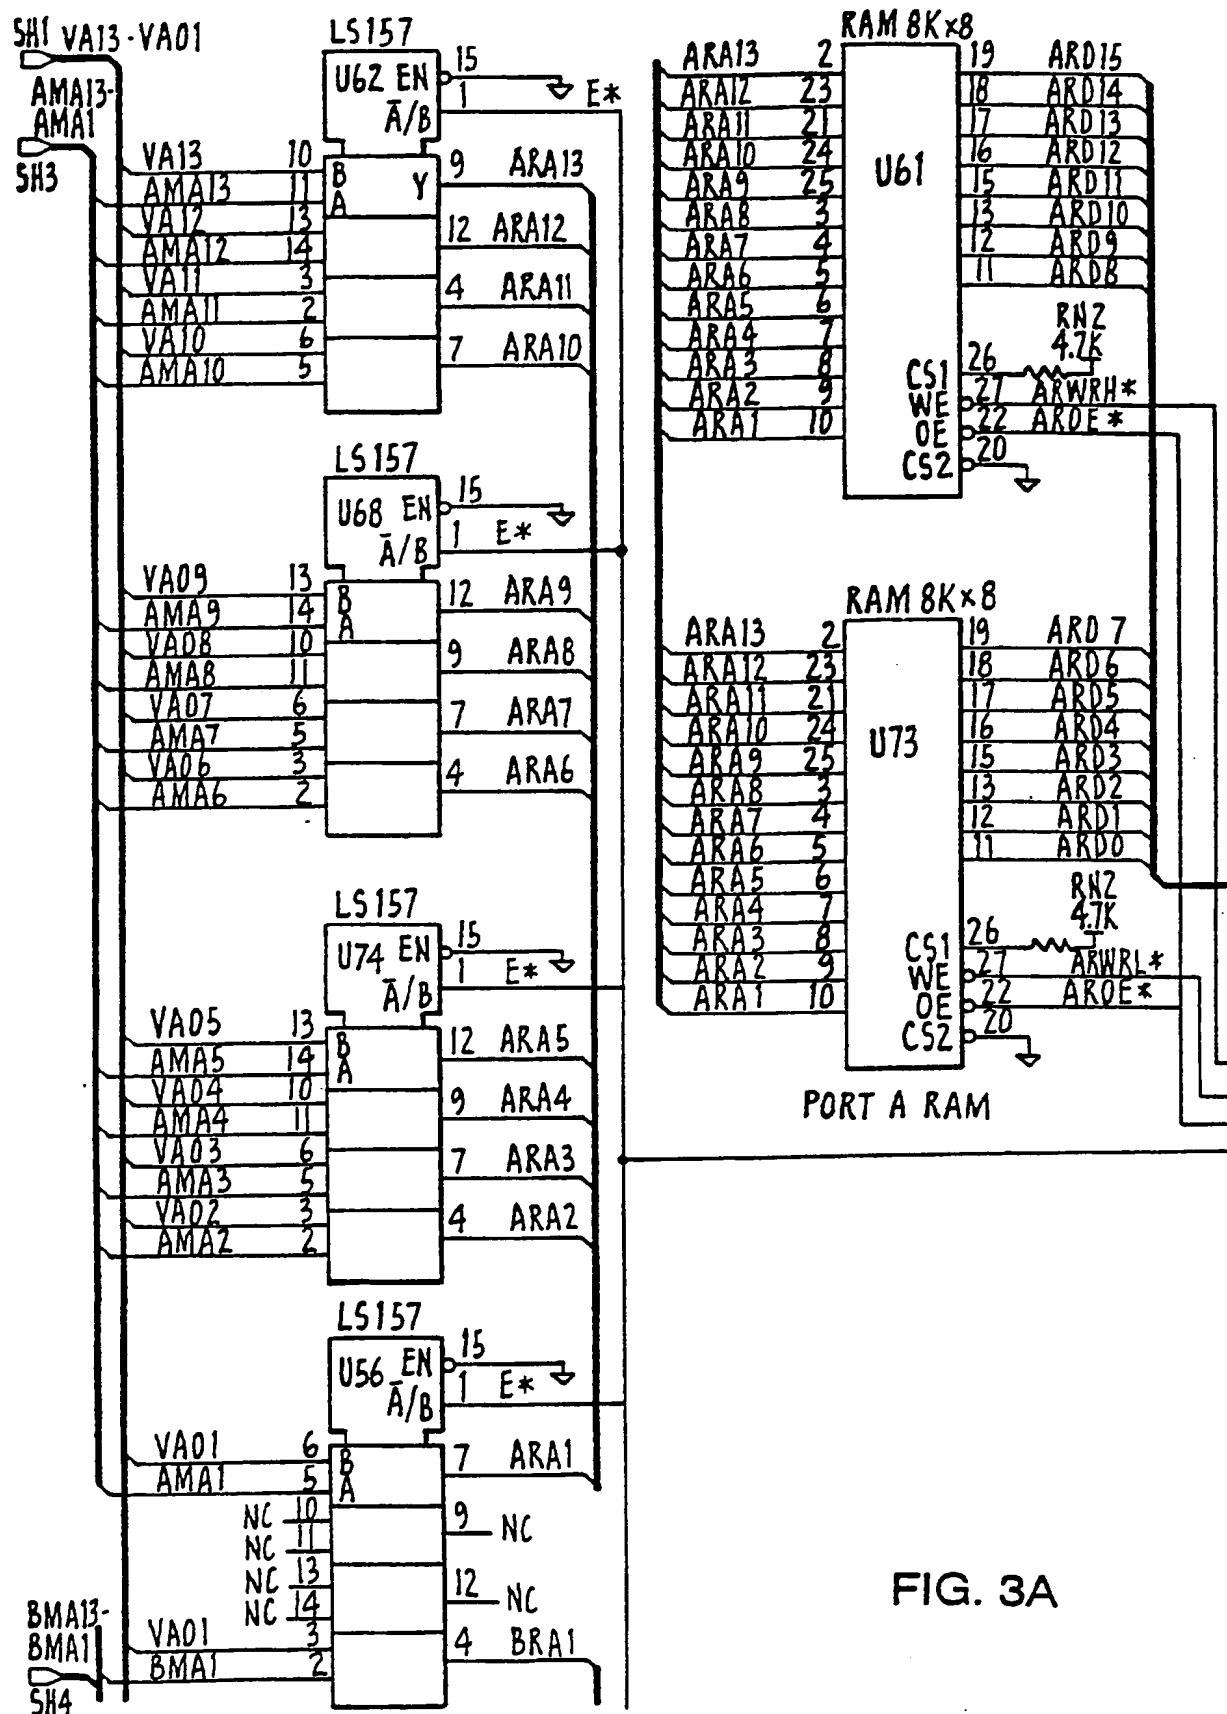 SH1 VA13-VA01
AMA13-
AMA1
SH3
LS157
U62 EN 15
A̅/B 1 E*
VA13 10 B Y 9 ARA13
AMA13 11 A
VA12 13 12 ARA12
AMA12 14
VA11 3 4 ARA11
AMA11 2
VA10 6 7 ARA10
AMA10 5
LS157
U68 EN 15
A̅/B 1 E*
VA09 13 B 12 ARA9
AMA9 14 A
VA08 10 9 ARA8
AMA8 11
VA07 6 7 ARA7
AMA7 5
VA06 3 4 ARA6
AMA6 2
LS157
U74 EN 15
A̅/B 1 E*
VA05 13 B 12 ARA5
AMA5 14 A
VA04 10 9 ARA4
AMA4 11
VA03 6 7 ARA3
AMA3 5
VA02 3 4 ARA2
AMA2 2
LS157
U56 EN 15
A̅/B 1 E*
VA01 6 B 7 ARA1
AMA1 5 A
NC 10 9 NC
NC 11
NC 13 12 NC
NC 14
BMA13-
BMA1
SH4
VA01 3 4 BRA1
BMA1 2
RAM 8K×8
ARA13 2 19 ARD15
ARA12 23 18 ARD14
ARA11 21 17 ARD13
ARA10 24 16 ARD12
ARA9 25 U61 15 ARD11
ARA8 3 13 ARD10
ARA7 4 12 ARD9
ARA6 5 11 ARD8
ARA5 6 RN2
ARA4 7 4.7K
ARA3 8 CS1 26
ARA2 9 WE 27 ARWRH*
ARA1 10 OE 22 AROE*
CS2 20
RAM 8K×8
ARA13 2 19 ARD7
ARA12 23 18 ARD6
ARA11 21 17 ARD5
ARA10 24 U73 16 ARD4
ARA9 25 15 ARD3
ARA8 3 13 ARD2
ARA7 4 12 ARD1
ARA6 5 11 ARD0
ARA5 6 RN2
ARA4 7 4.7K
ARA3 8 CS1 26
ARA2 9 WE 27 ARWRL*
ARA1 10 OE 22 AROE*
CS2 20
PORT A RAM
FIG. 3A